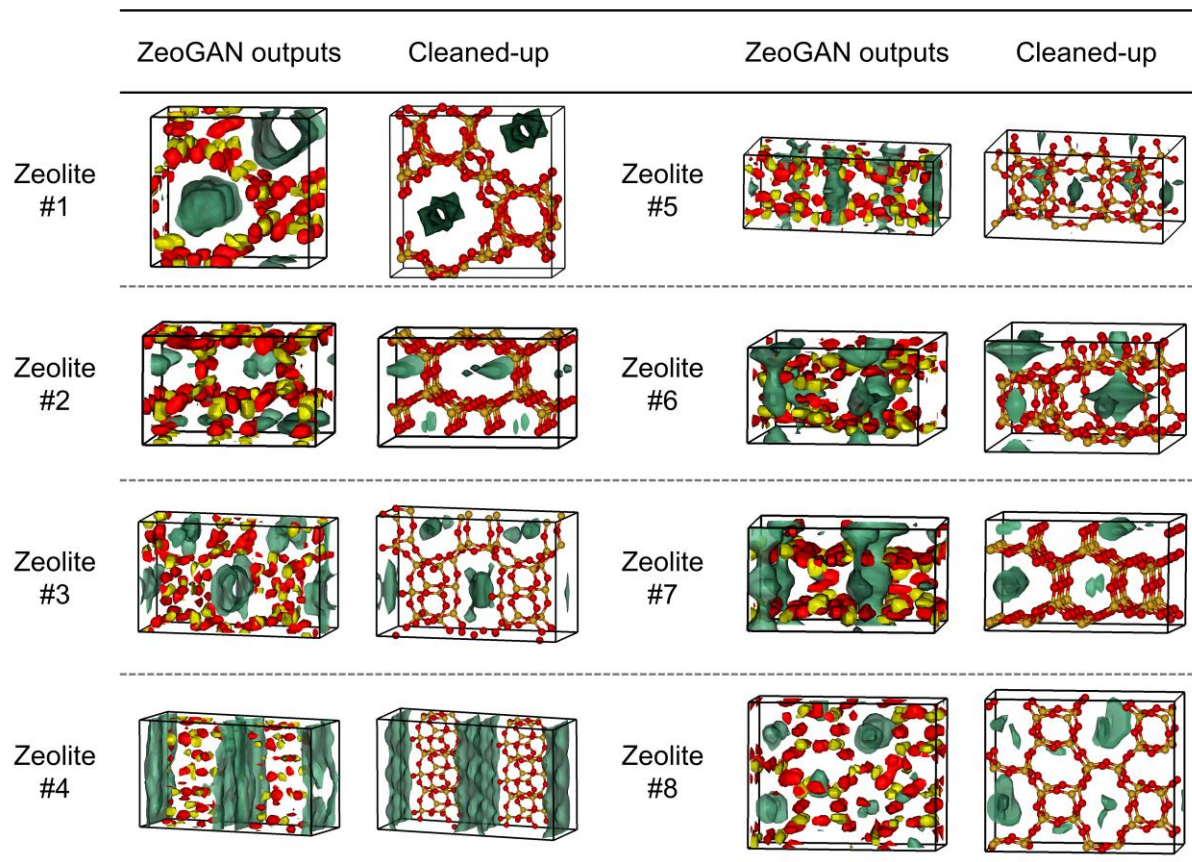 ZeoGAN outputs
Cleaned-up
ZeoGAN outputs
Cleaned-up
Zeolite
#1
Zeolite
#5
Zeolite
#2
Zeolite
#6
Zeolite
#3
Zeolite
#7
Zeolite
#4
Zeolite
#8